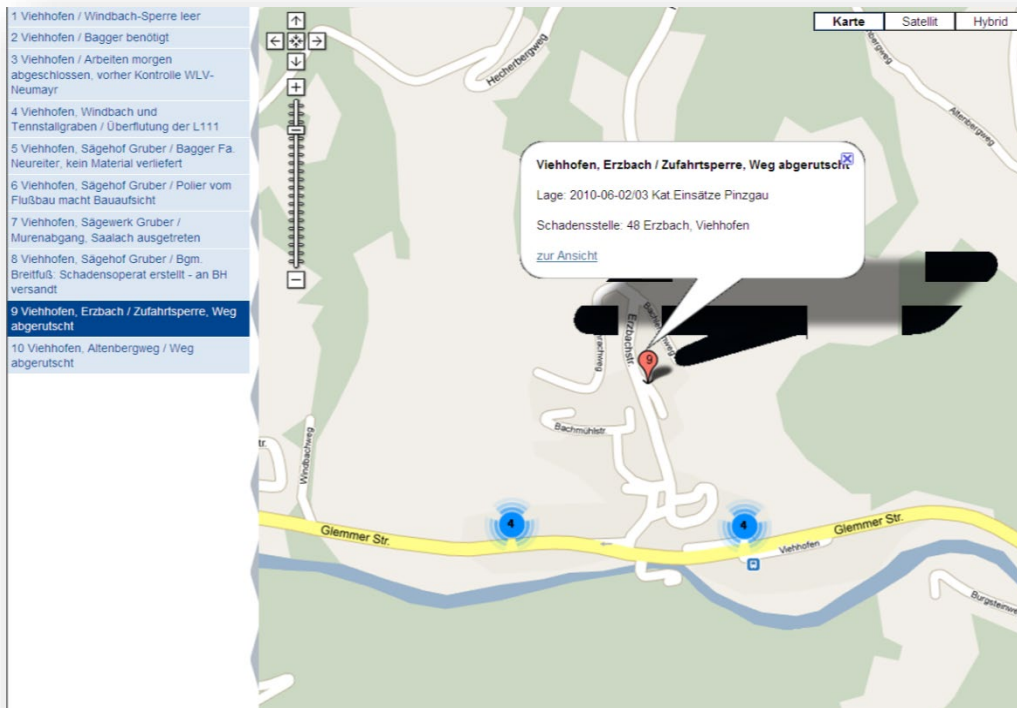 1 Viehhofen / Windbach-Sperre leer
2 Viehhofen / Bagger benötigt
3 Viehhofen / Arbeiten morgen
abgeschlossen, vorher Kontrolle WLV-
Neumayr
4 Viehhofen, Windbach und
Tennstallgraben / Überflutung der L111
5 Viehhofen, Sägehof Gruber / Bagger Fa.
Neureiter, kein Material verliefert
6 Viehhofen, Sägehof Gruber / Polier vom
Flußbau macht Bauaufsicht
7 Viehhofen, Sägewerk Gruber /
Murenabgang, Saalach ausgetreten
8 Viehhofen, Sägehof Gruber / Bgm.
Breitfuß: Schadensoperat erstellt - an BH
versandt
9 Viehhofen, Erzbach / Zufahrtsperre, Weg
abgerutscht
10 Viehhofen, Altenbergweg / Weg
abgerutscht
Karte
Satellit
Hybrid
Hecherbergweg
Altenbergweg
Viehhofen, Erzbach / Zufahrtsperre, Weg abgerutscht
Lage: 2010-06-02/03 Kat.Einsätze Pinzgau
Schadensstelle: 48 Erzbach, Viehhofen
zur Ansicht
Erzbachstr.
9
Bachmühlstr.
Windbachweg
tr.
4
4
Glemmer Str.
Glemmer Str.
Viehhofen